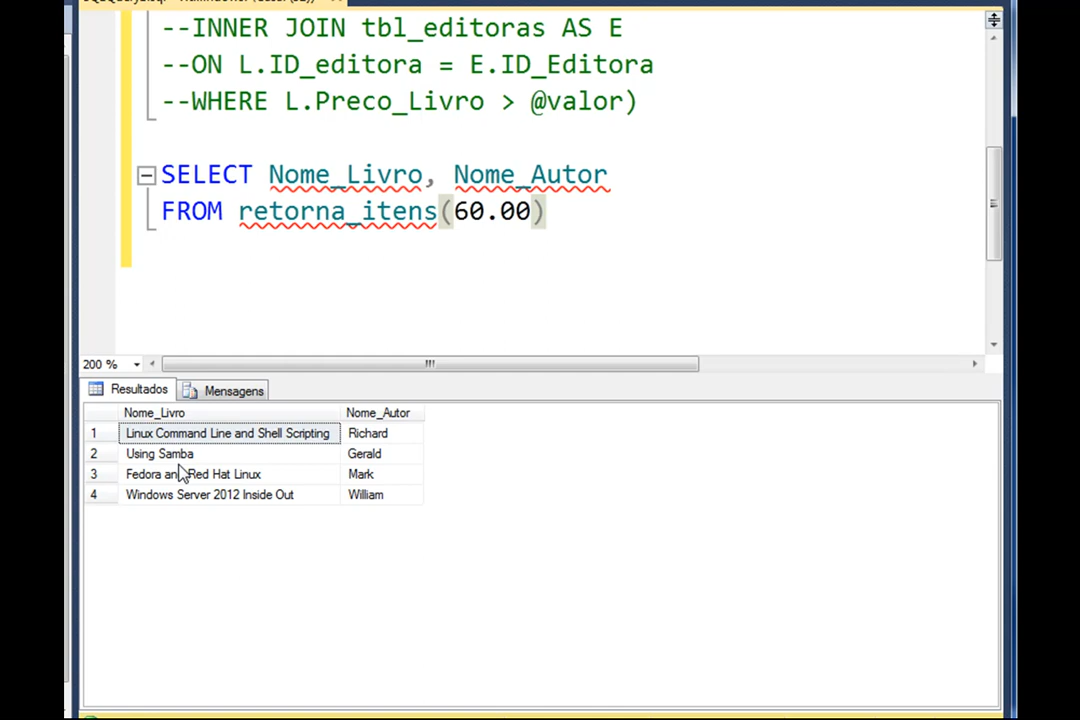 --INNER JOIN tbl_editoras AS E
--ON L.ID_editora = E.ID_Editora
--WHERE L.Preco_Livro > @valor)
SELECT Nome_Livro, Nome_Autor
FROM retorna_itens(60.00)
200 %
Resultados Mensagens
Nome_Livro Nome_Autor
1 Linux Command Line and Shell Scripting Richard
2 Using Samba Gerald
3 Fedora and Red Hat Linux Mark
4 Windows Server 2012 Inside Out William